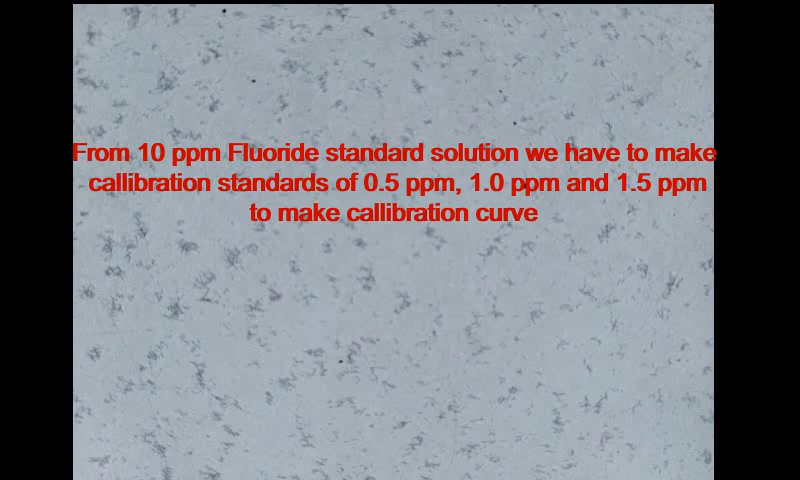 From 10 ppm Fluoride standard solution we have to make
callibration standards of 0.5 ppm, 1.0 ppm and 1.5 ppm
to make callibration curve